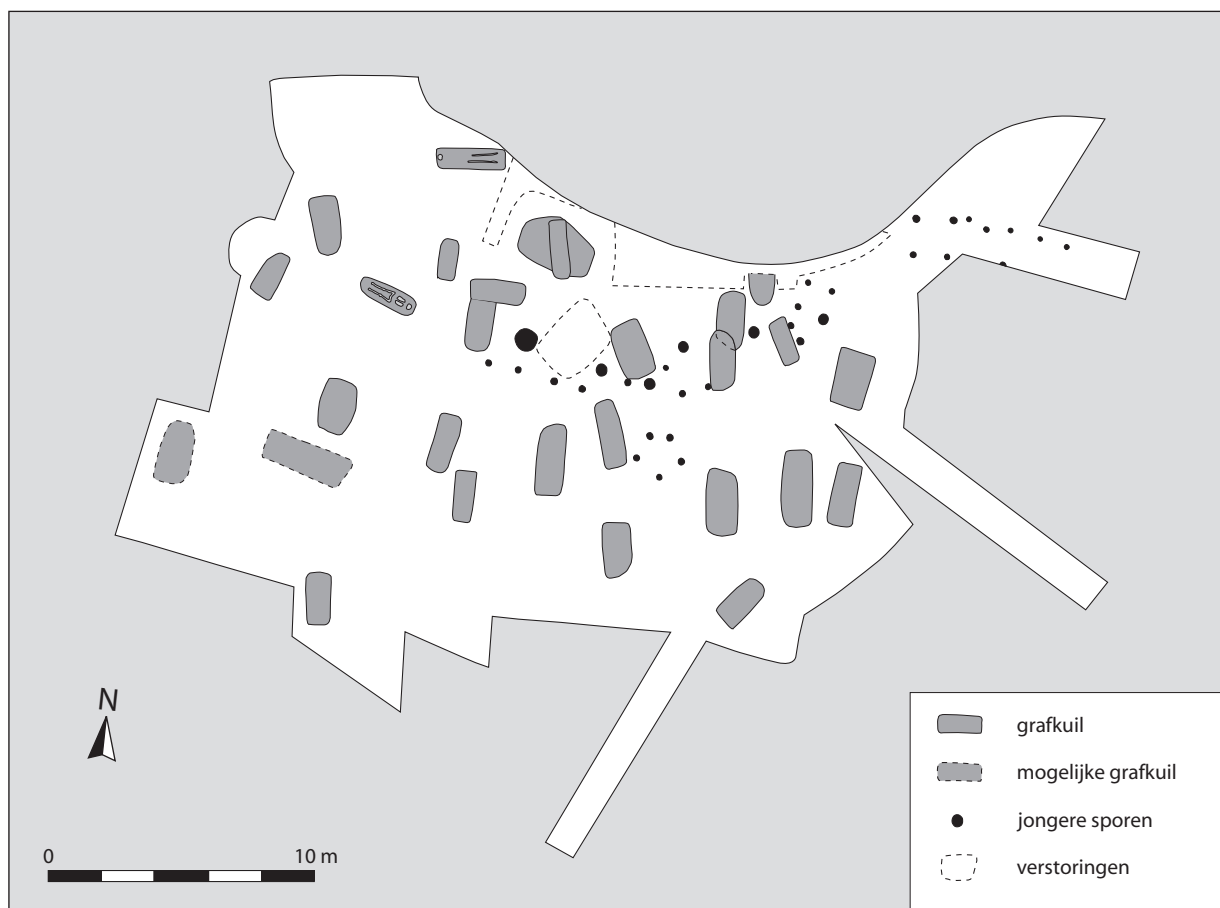 N
0 10 m
grafkuil
mogelijke grafkuil
jongere sporen
verstoringen